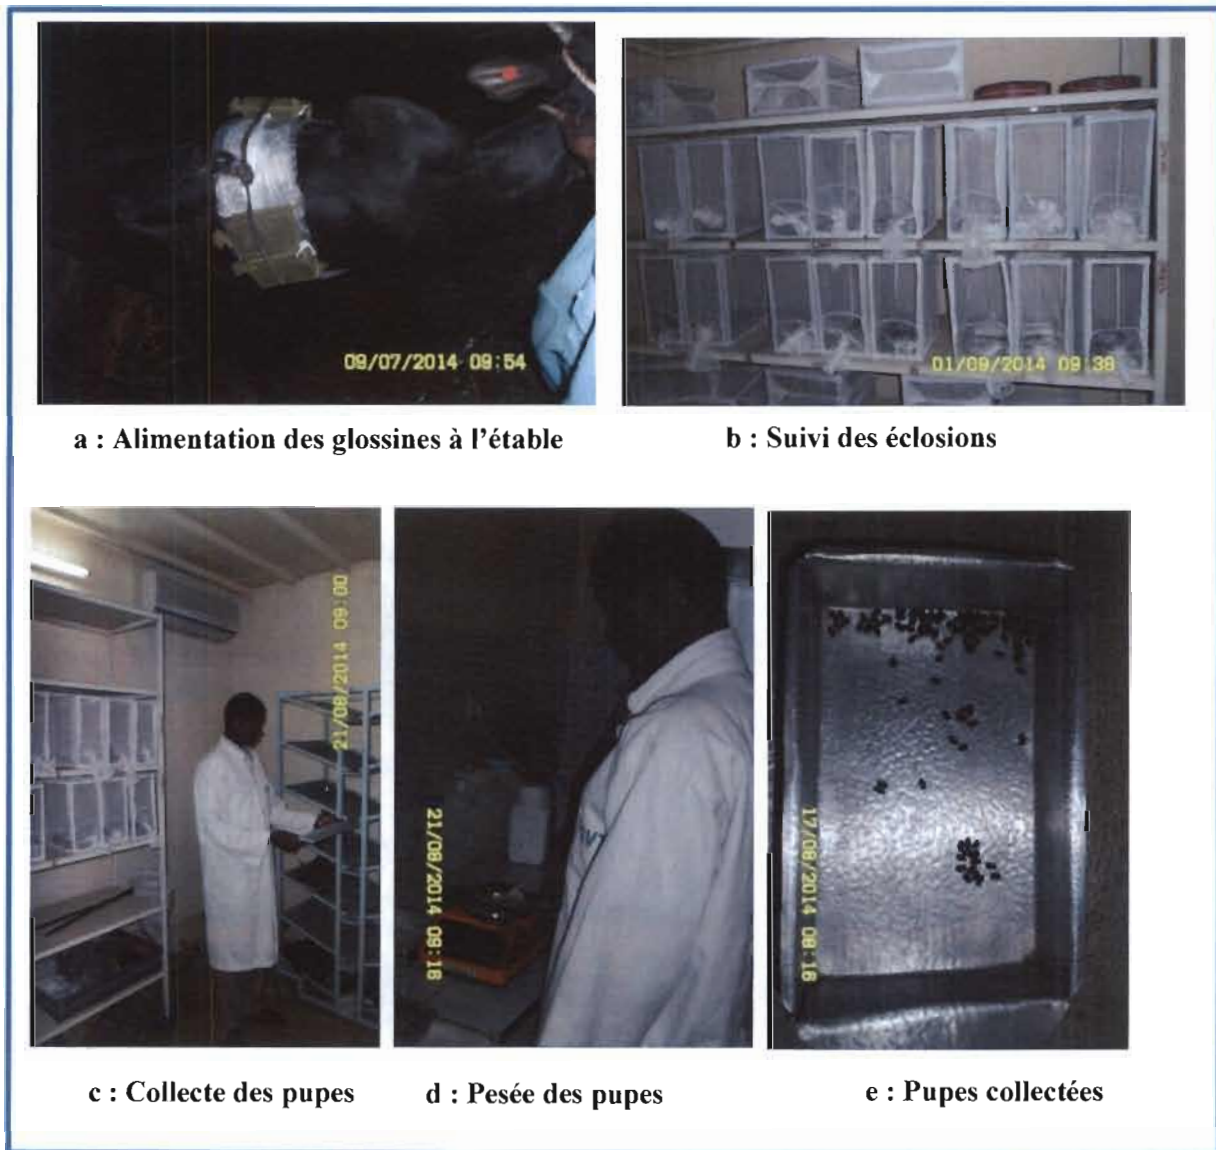 09/07/2014 09:54
01/09/2014 09:38
a : Alimentation des glossines à l'étable
b : Suivi des éclosions
21/08/2014 09:00
21/08/2014 09:16
17/08/2014 08:16
c : Collecte des pupes
d : Pesée des pupes
e : Pupes collectées